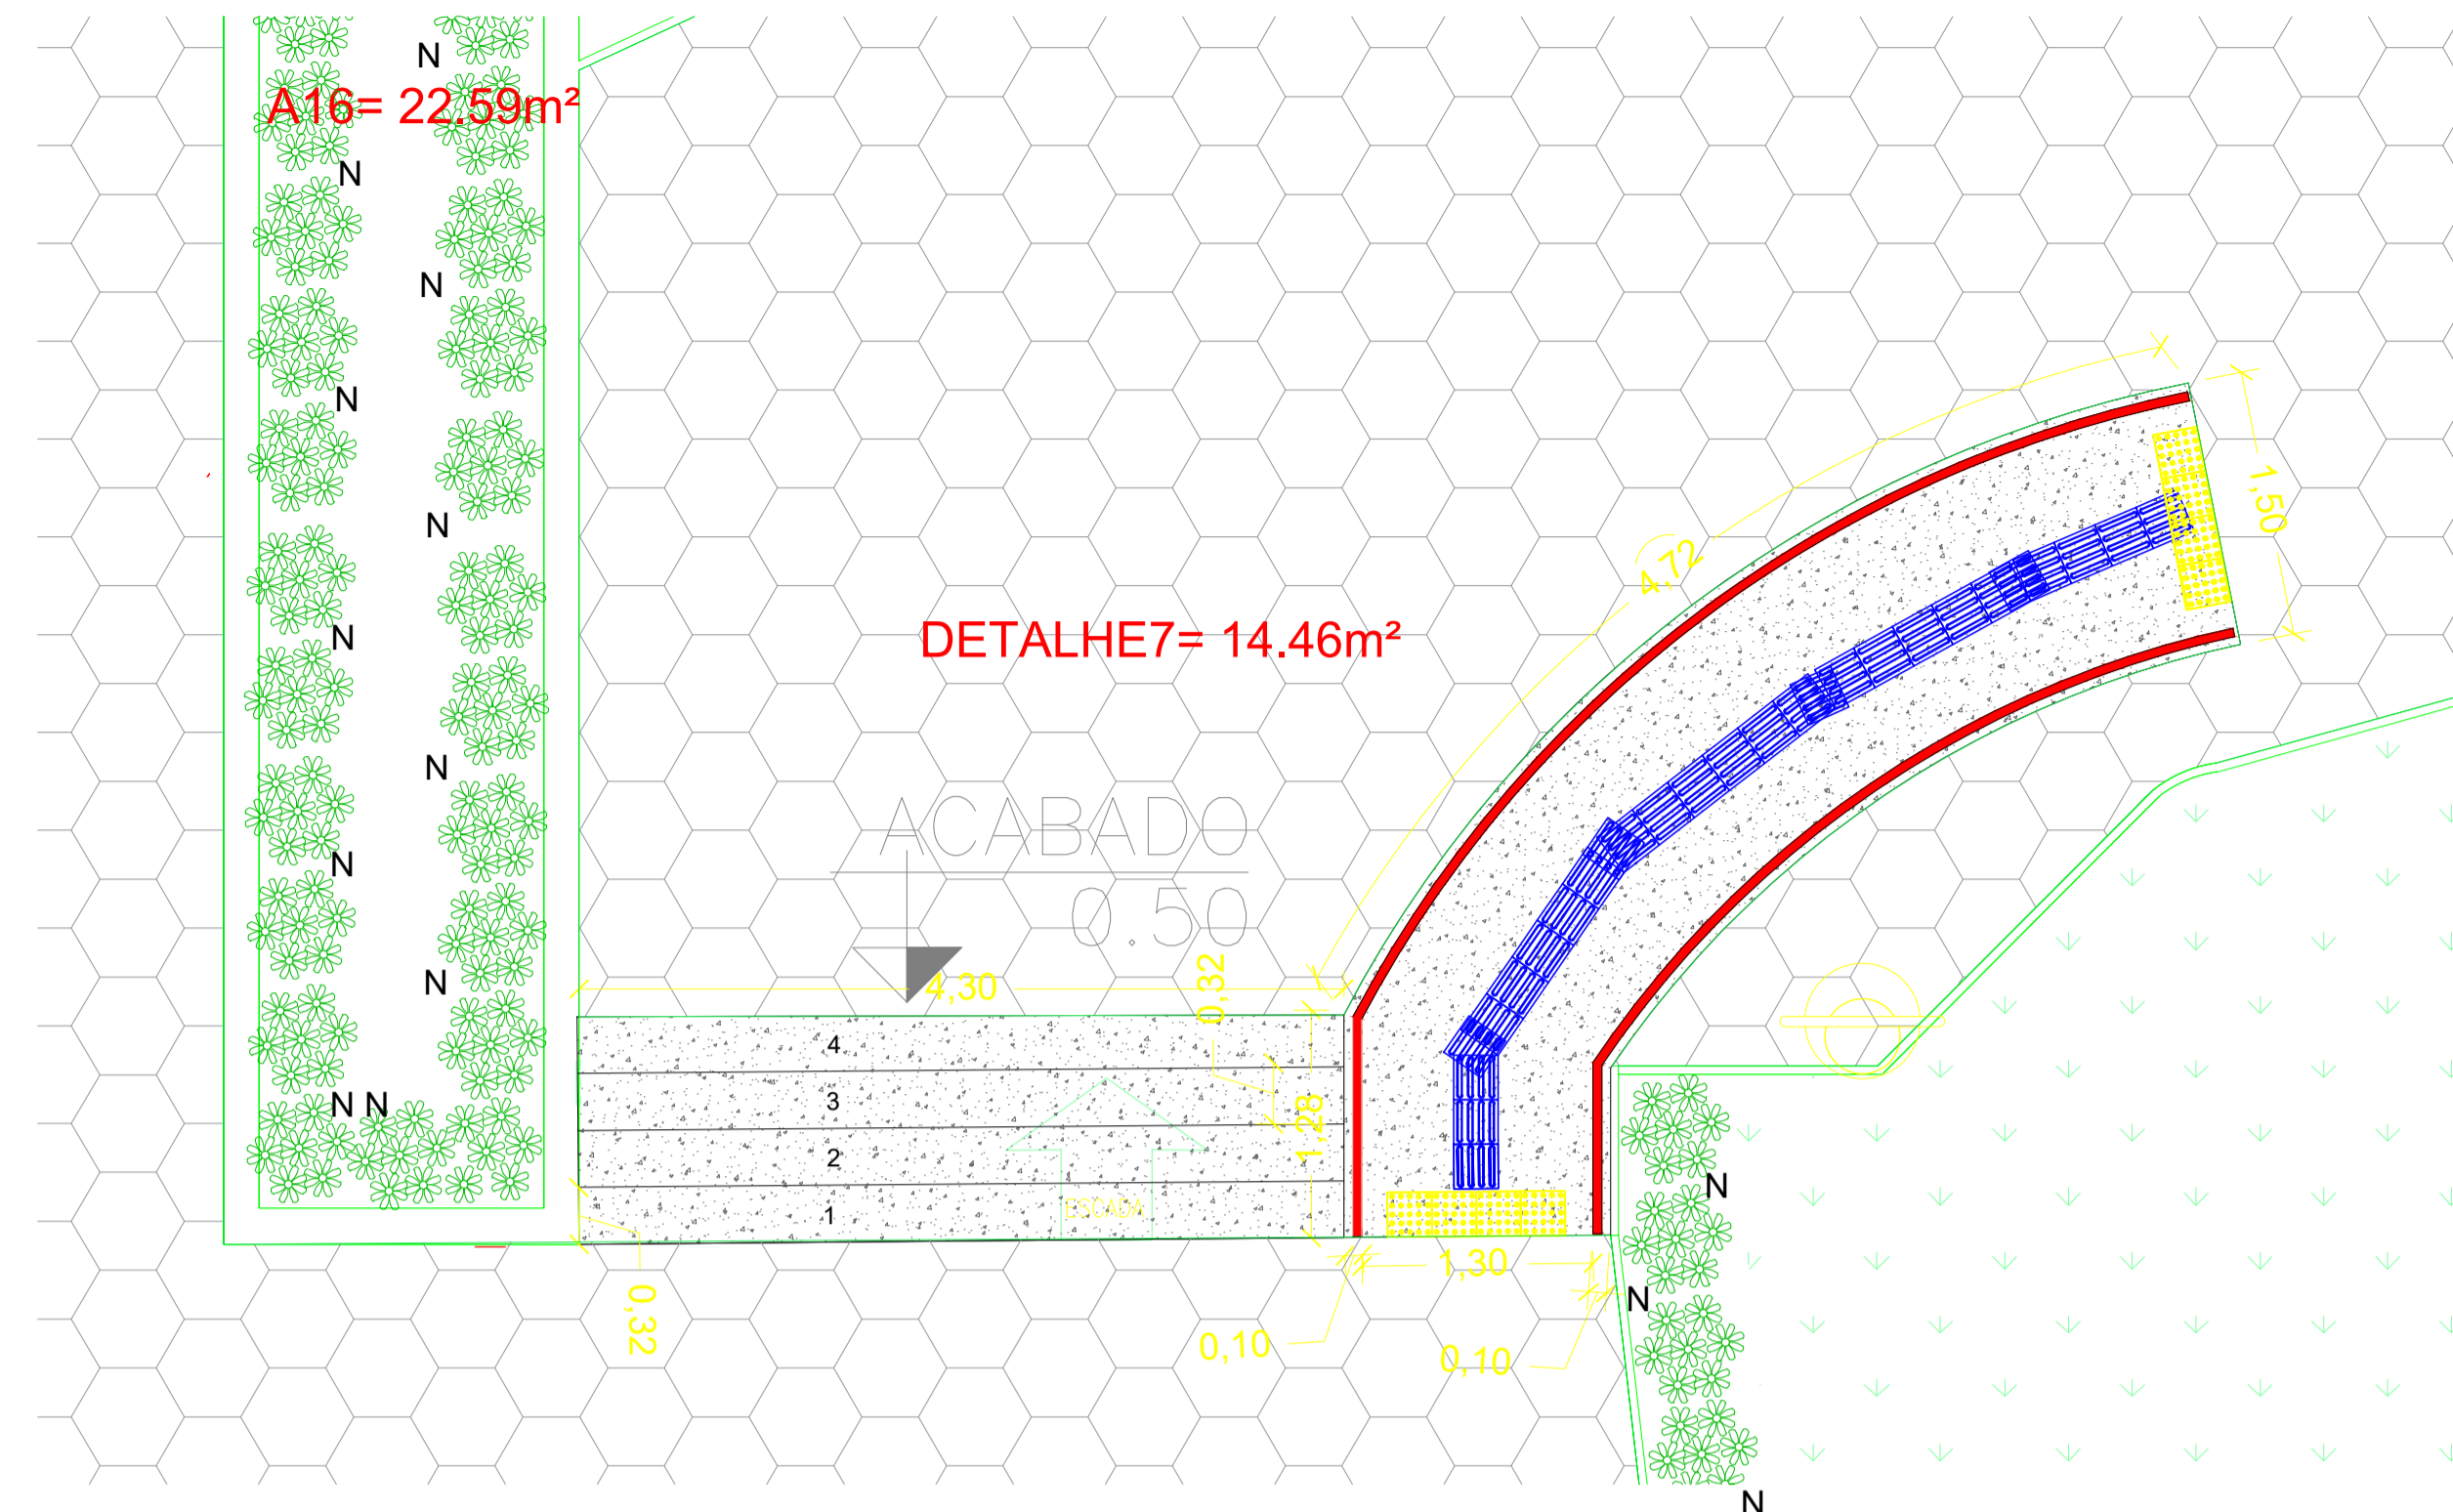 N
A16= 22.59m²
N
N
N
N
1,50
4,72
DETALHE7= 14.46m²
N
N
ACABADO
N
0.50
N
4,30
0,32
4
N N
3
1,28
2
N
ESCADA
1
1,30
N
0,32
0,10
0,10
N